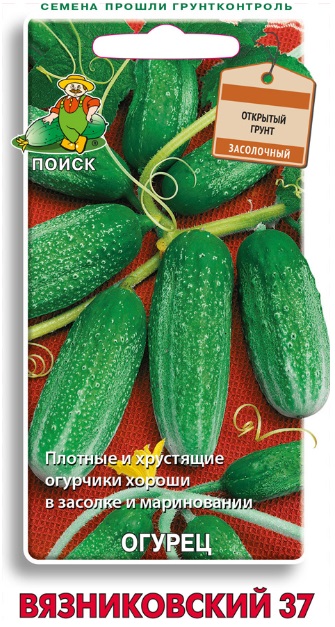 СЕМЕНА ПРОШЛИ ГРУНТКОНТРОЛЬ
ПОИСК
ОТКРЫТЫЙ
ГРУНТ
ЗАСОЛОЧНЫЙ
Плотные и хрустящие
огурчики хороши
в засолке и мариновании
ОГУРЕЦ
ВЯЗНИКОВСКИЙ 37